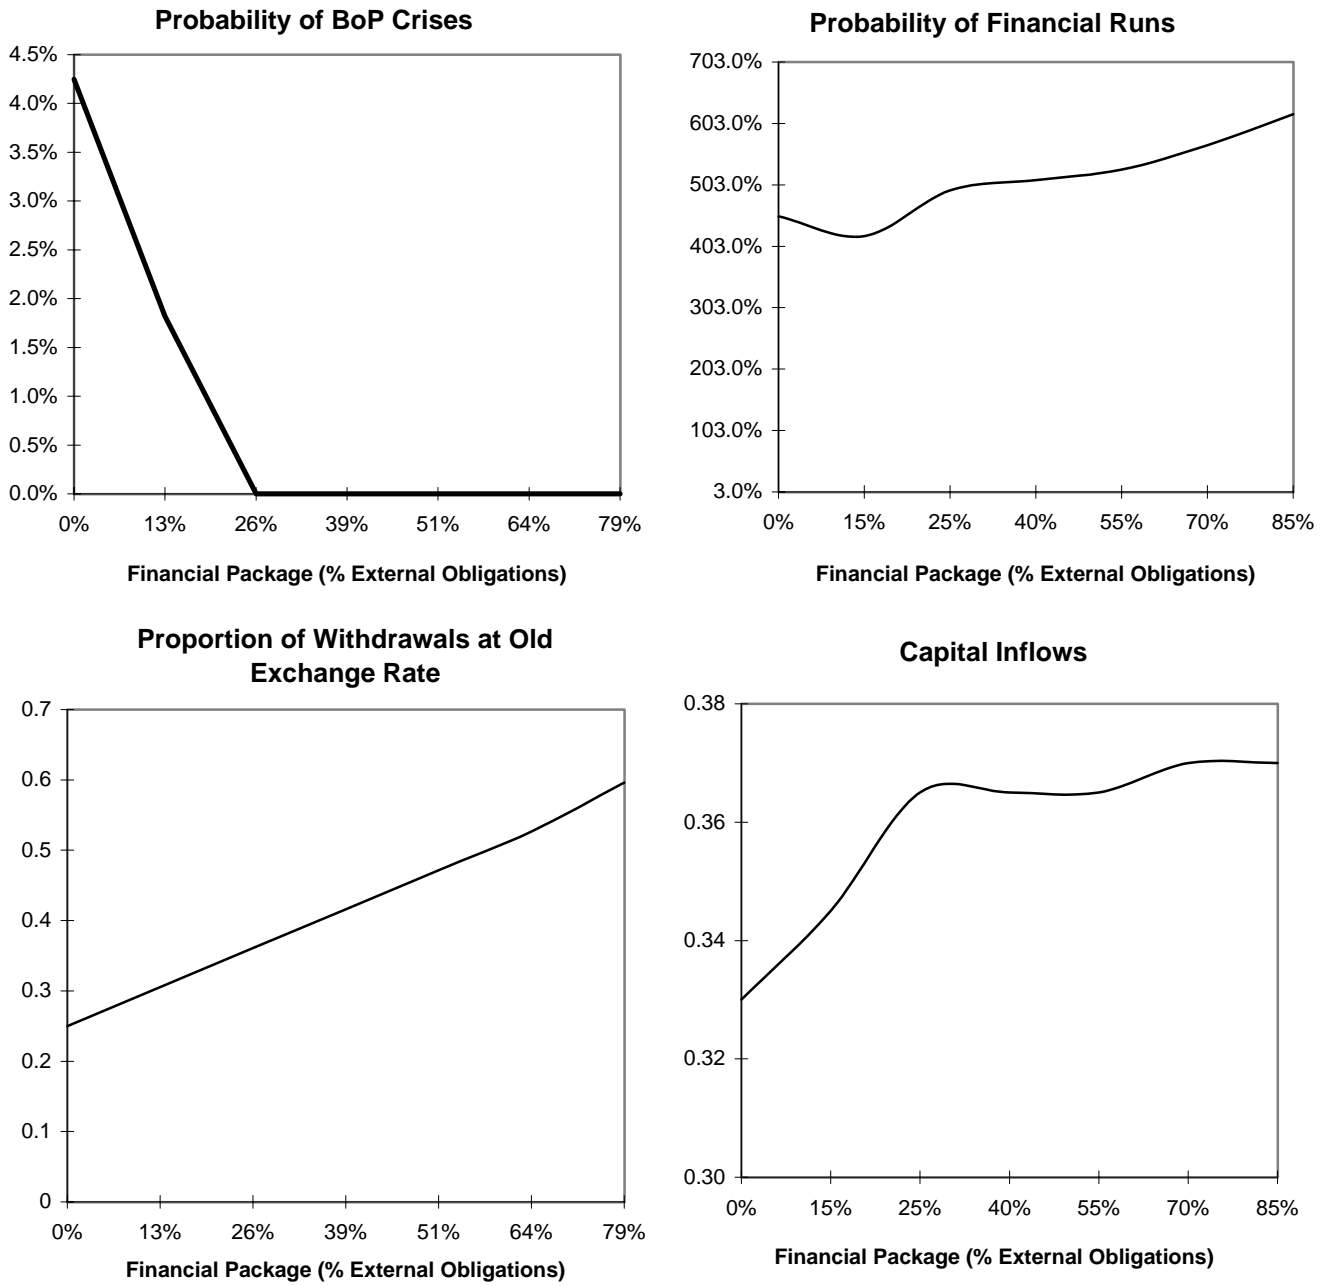 Probability of BoP Crises
4.5%
4.0%
3.5%
3.0%
2.5%
2.0%
1.5%
1.0%
0.5%
0.0%
0% 13% 26% 39% 51% 64% 79%
Financial Package (% External Obligations)
Probability of Financial Runs
703.0%
603.0%
503.0%
403.0%
303.0%
203.0%
103.0%
3.0%
0% 15% 25% 40% 55% 70% 85%
Financial Package (% External Obligations)
Proportion of Withdrawals at Old
Exchange Rate
0.7
0.6
0.5
0.4
0.3
0.2
0.1
0
0% 13% 26% 39% 51% 64% 79%
Financial Package (% External Obligations)
Capital Inflows
0.38
0.36
0.34
0.32
0.30
0% 15% 25% 40% 55% 70% 85%
Financial Package (% External Obligations)